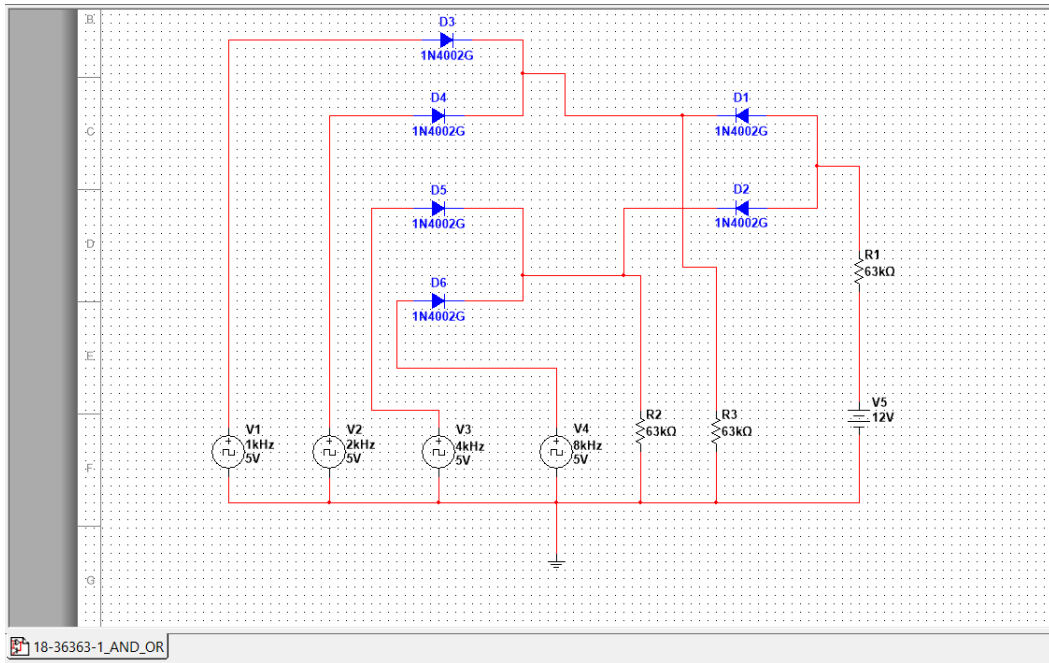 B
D3
1N4002G
D4
1N4002G
D1
1N4002G
C
D5
1N4002G
D2
1N4002G
D
R1
63kΩ
D6
1N4002G
E
V5
12V
V1
1kHz
5V
V2
2kHz
5V
V3
4kHz
5V
V4
8kHz
5V
R2
63kΩ
R3
63kΩ
F
G
18-36363-1_AND_OR